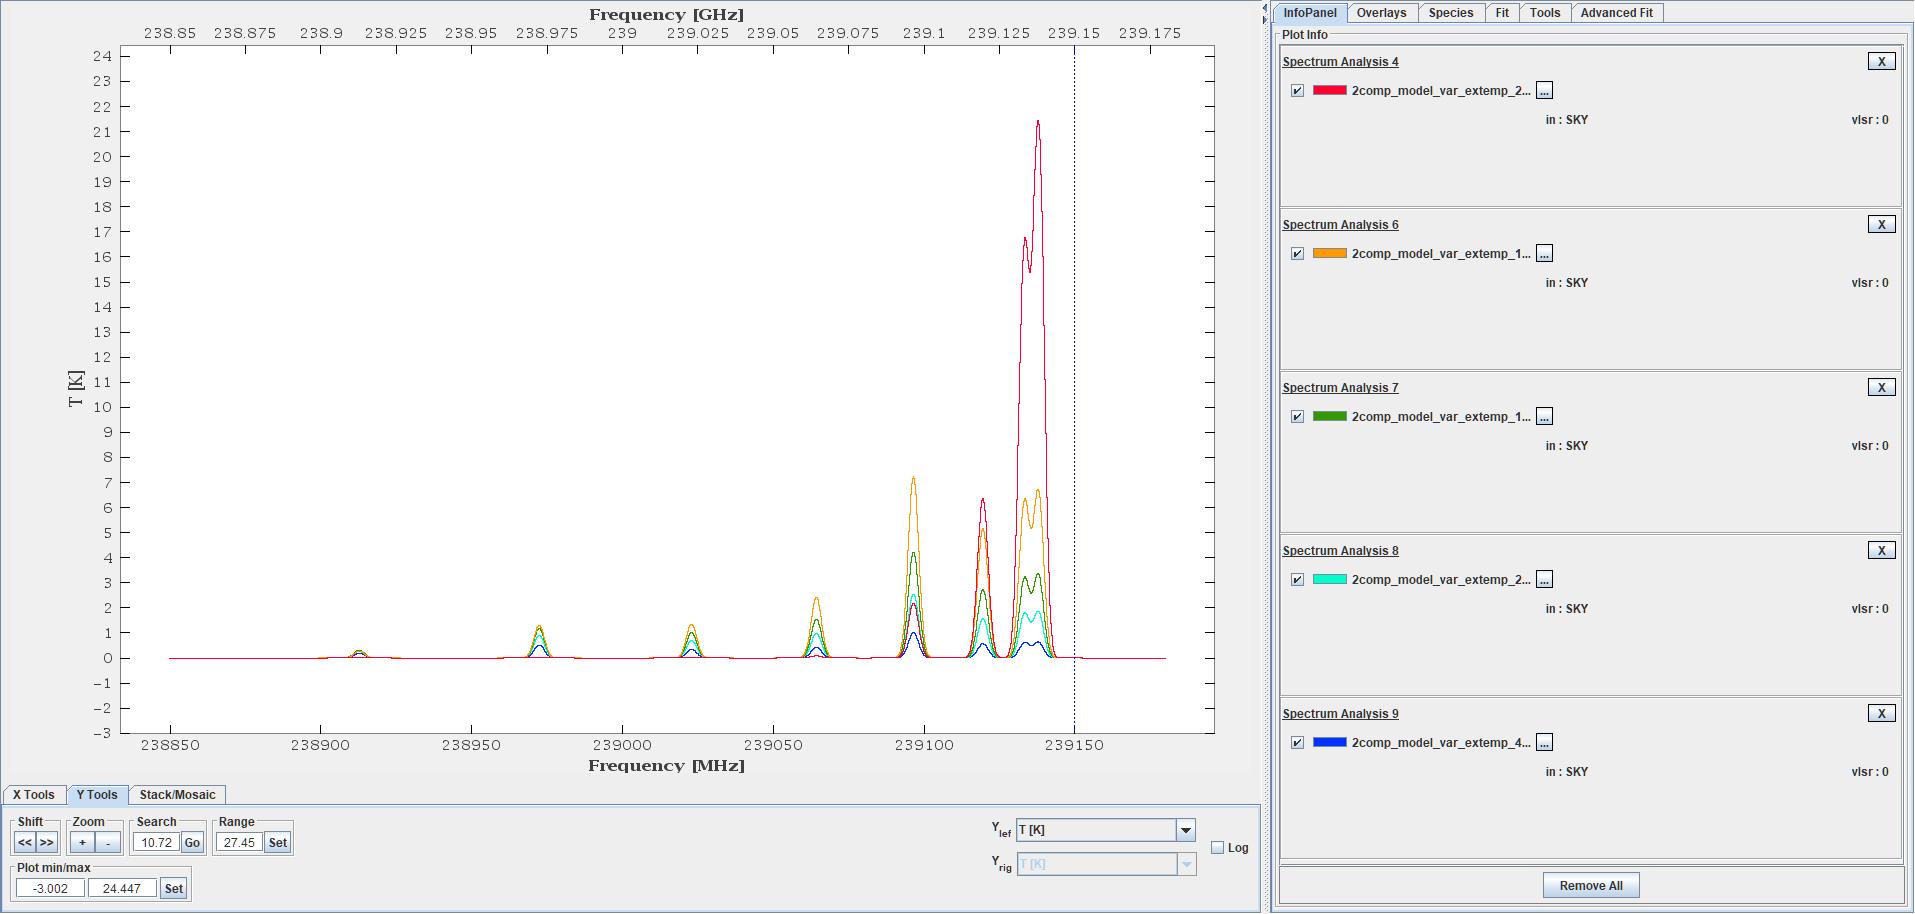 Frequency [GHz]
238.85 238.875 238.9 238.925 238.95 238.975 239 239.025 239.05 239.075 239.1 239.125 239.15 239.175
24
23
22
21
20
19
18
17
16
15
14
13
12
11
10
9
8
7
6
5
4
3
2
1
0
−1
−2
−3
T [K]
238850 238900 238950 239000 239050 239100 239150
Frequency [MHz]
X Tools Y Tools Stack/Mosaic
Shift Zoom Search Range
<< >> + - 10.72 Go 27.45 Set
Plot min/max
-3.002 24.447 Set
Ylef T [K]
Log
Yrig T [K]
InfoPanel Overlays Species Fit Tools Advanced Fit
Plot Info
Spectrum Analysis 4 X
2comp_model_var_extemp_2... ...
in : SKY vlsr : 0
Spectrum Analysis 6 X
2comp_model_var_extemp_1... ...
in : SKY vlsr : 0
Spectrum Analysis 7 X
2comp_model_var_extemp_1... ...
in : SKY vlsr : 0
Spectrum Analysis 8 X
2comp_model_var_extemp_2... ...
in : SKY vlsr : 0
Spectrum Analysis 9 X
2comp_model_var_extemp_4... ...
in : SKY vlsr : 0
Remove All